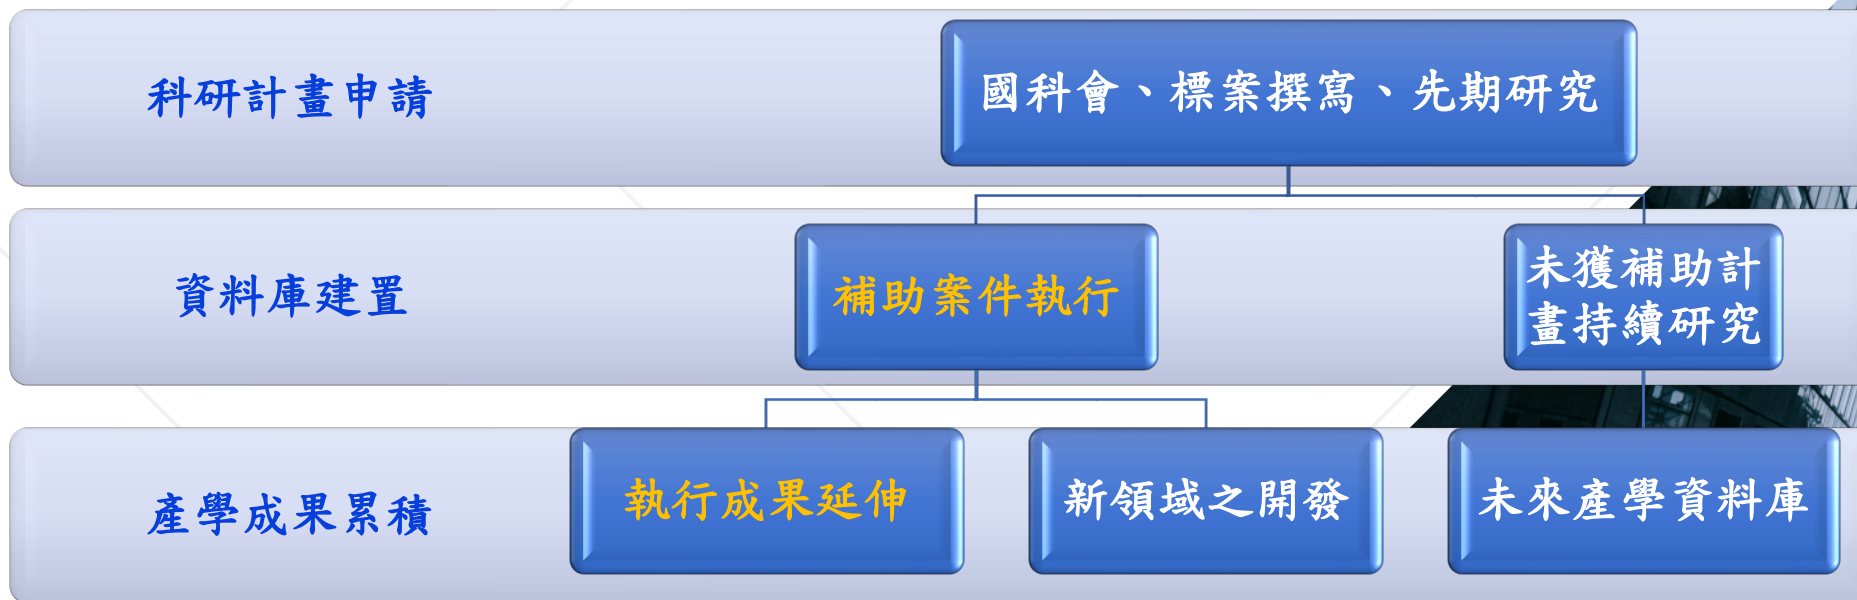 科研計畫申請
國科會、標案撰寫、先期研究
資料庫建置
補助案件執行
未獲補助計
畫持續研究
產學成果累積
執行成果延伸
新領域之開發
未來產學資料庫